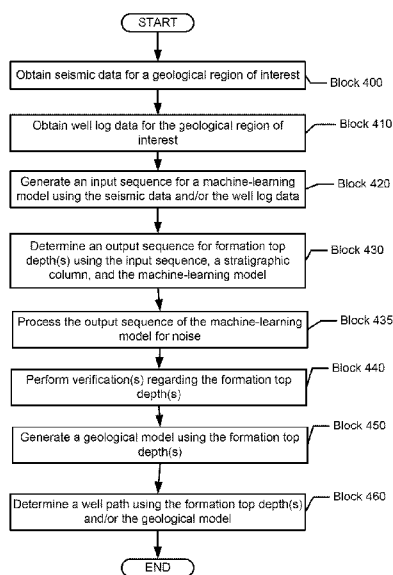 START
Obtain seismic data for a geological region of interest
Block 400
Obtain well log data for the geological region of
interest
Block 410
Generate an input sequence for a machine-learning
model using the seismic data and/or the well log data
Block 420
Determine an output sequence for formation top
depth(s) using the input sequence, a stratigraphic
column, and the machine-learning model
Block 430
Process the output sequence of the machine-learning
model for noise
Block 435
Perform verification(s) regarding the formation top
depth(s)
Block 440
Generate a geological model using the formation top
depth(s)
Block 450
Determine a well path using the formation top depth(s)
and/or the geological model
Block 460
END